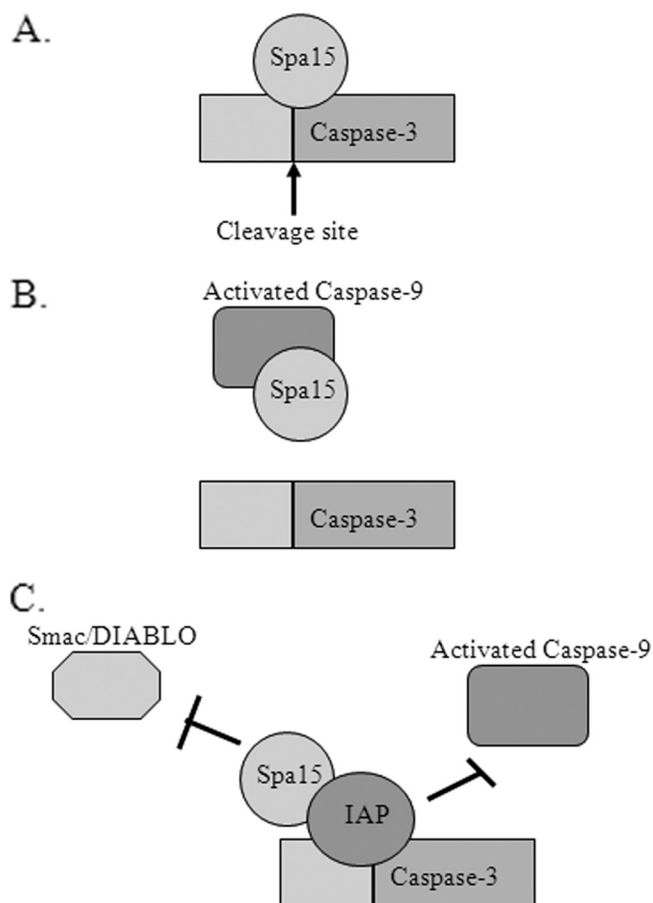 A.
Spa15
Caspase-3
Cleavage site
B.
Activated Caspase-9
Spa15
Caspase-3
C.
Smac/DIABLO
Activated Caspase-9
Spa15
IAP
Caspase-3